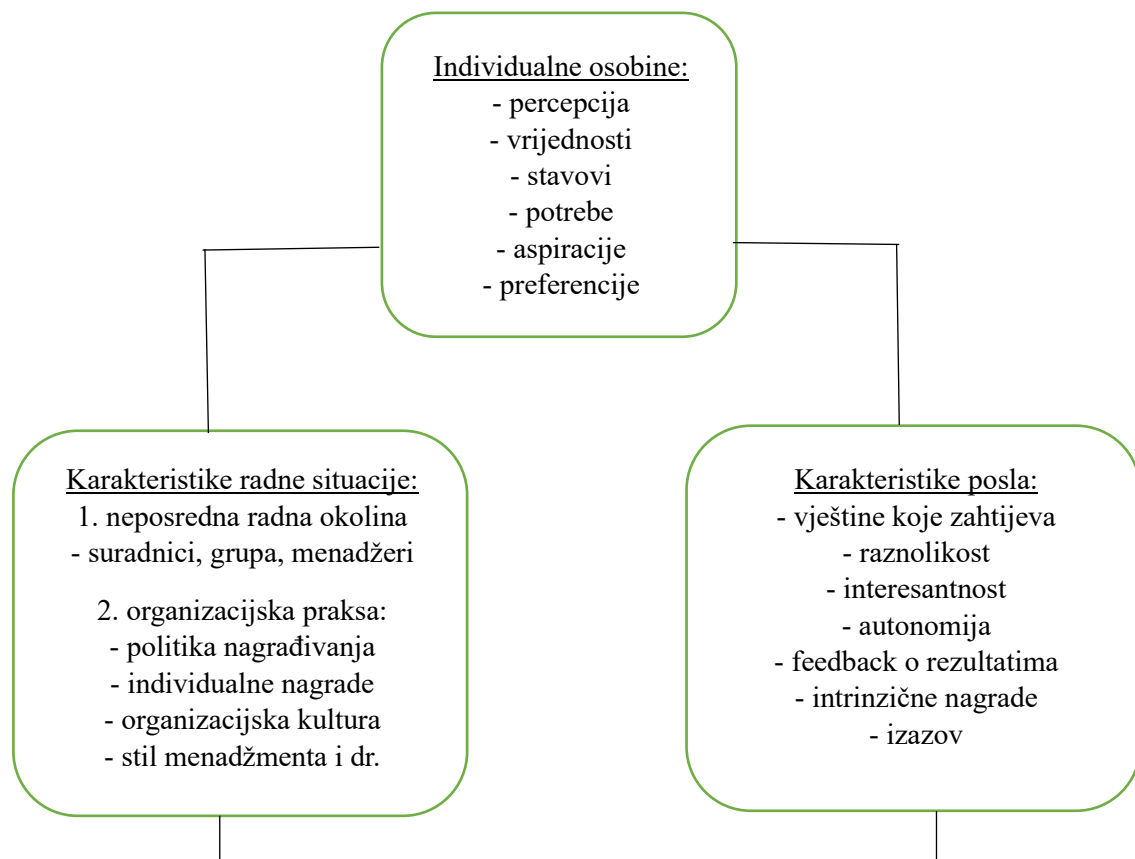 Individualne osobine:
- percepcija
- vrijednosti
- stavovi
- potrebe
- aspiracije
- preferencije
Karakteristike radne situacije:
1. neposredna radna okolina
- suradnici, grupa, menadžeri
2. organizacijska praksa:
- politika nagrađivanja
- individualne nagrade
- organizacijska kultura
- stil menadžmenta i dr.
Karakteristike posla:
- vještine koje zahtijeva
- raznolikost
- interesantnost
- autonomija
- feedback o rezultatima
- intrinzične nagrade
- izazov